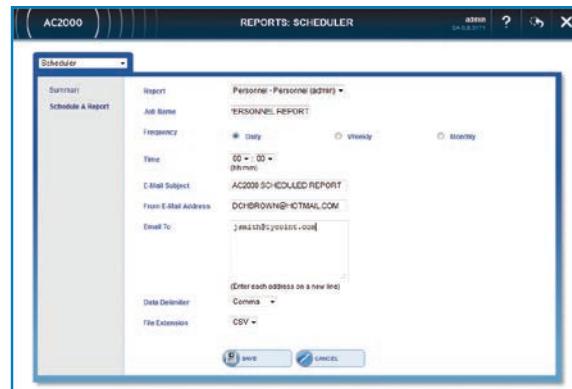 AC2000 REPORTS: SCHEDULER admin
Scheduler
Summary
Schedule A Report
Report Personnel - Personnel (admin)
Job Name 'ERSONNEL REPORT
Frequency Daily Weekly Monthly
Time 00 : 00
(hh:mm)
E-Mail Subject AC2000 SCHEDULED REPORT
From E-Mail Address DCHBROWN@HOTMAIL.COM
Email To jsmith@tycoint.com
(Enter each address on a new line)
Data Delimiter Comma
File Extension CSV
SAVE CANCEL